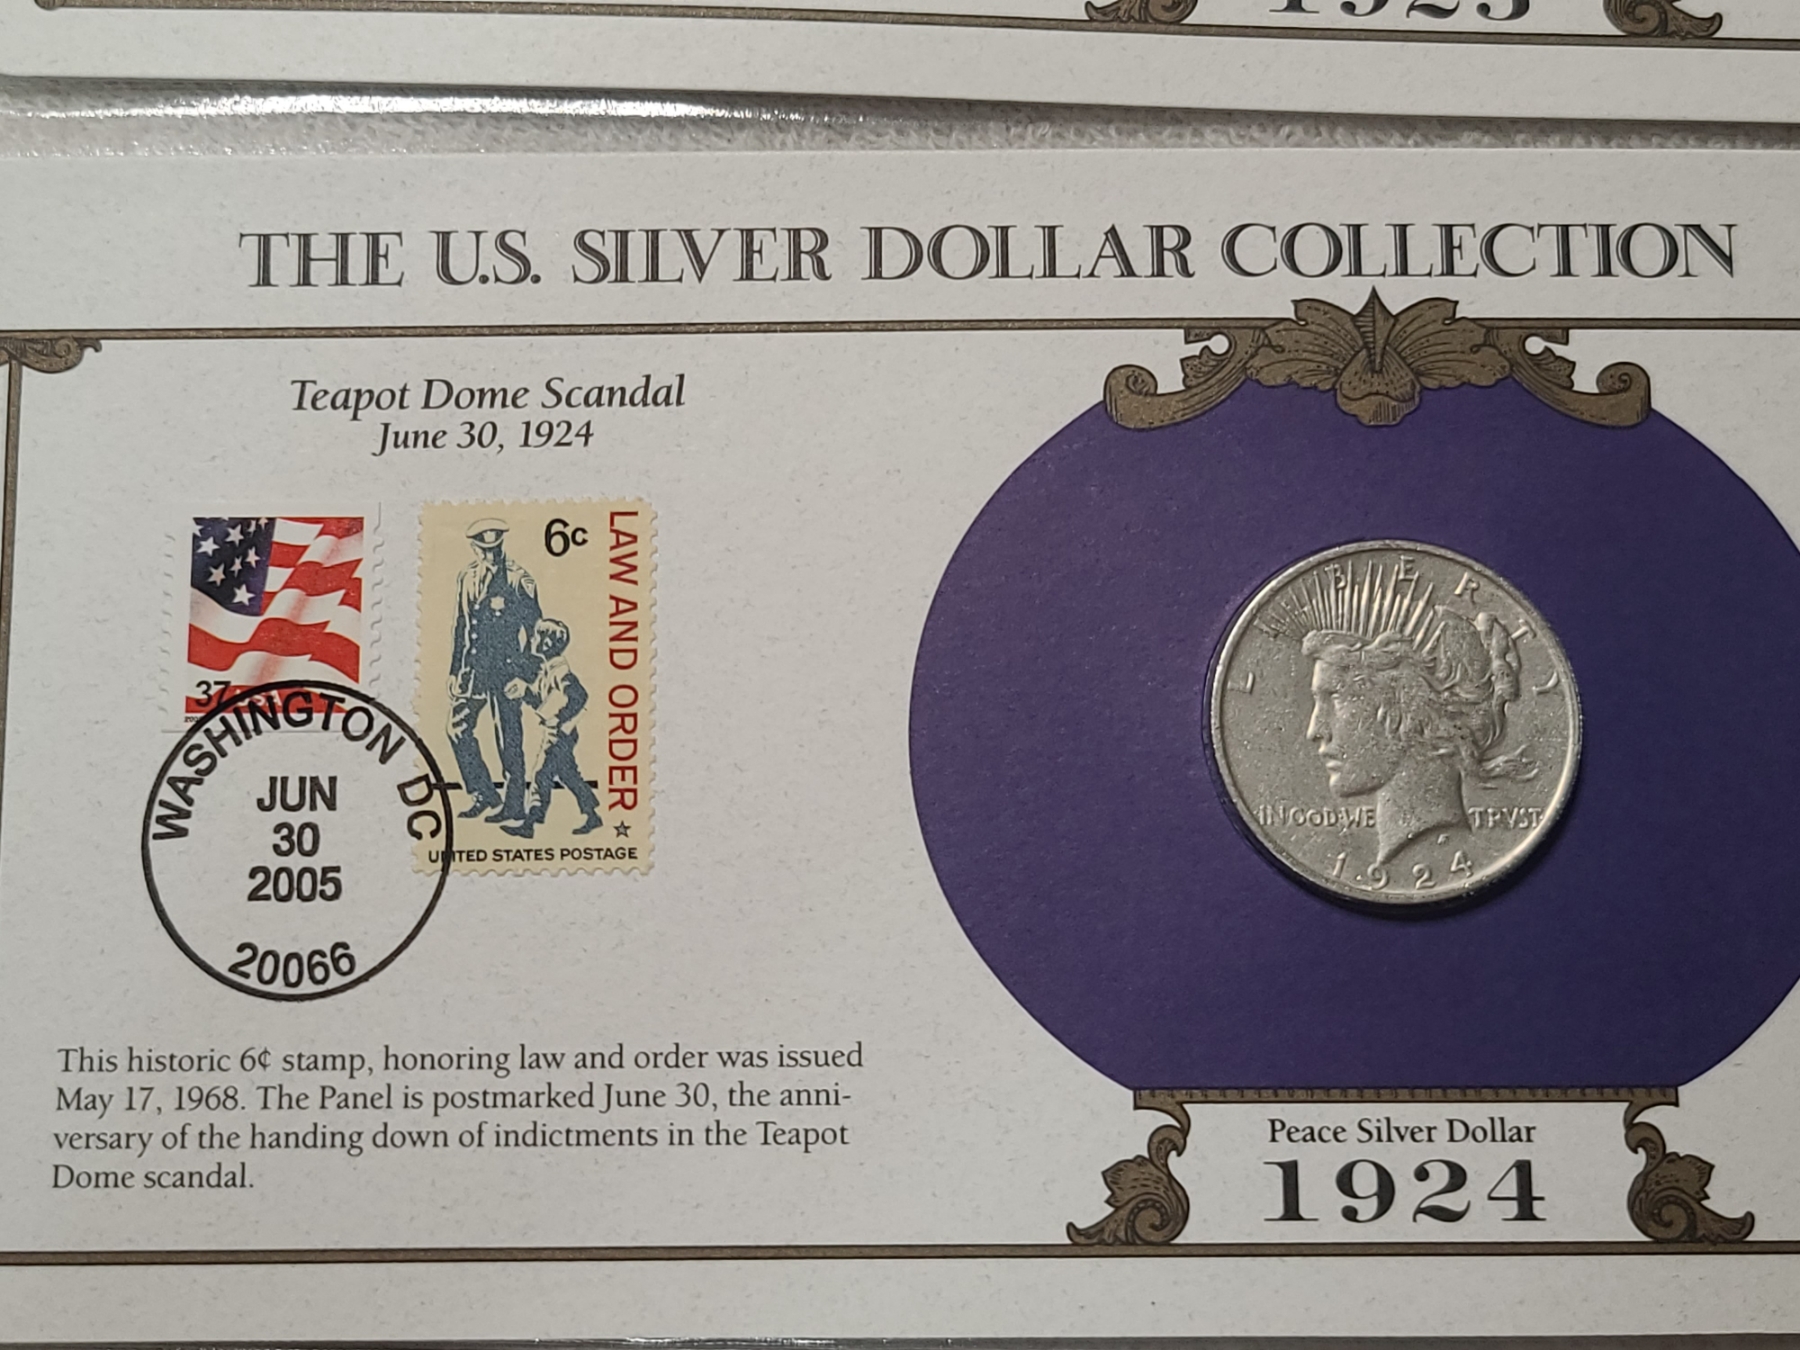 1923
THE U.S. SILVER DOLLAR COLLECTION
Teapot Dome Scandal
June 30, 1924
37
USA
6c
LAW AND ORDER
UNITED STATES POSTAGE
WASHINGTON DC
JUN
30
2005
20066
This historic 6¢ stamp, honoring law and order was issued
May 17, 1968. The Panel is postmarked June 30, the anni-
versary of the handing down of indictments in the Teapot
Dome scandal.
LIBERTY
IN GOD WE TRVST
1924
Peace Silver Dollar
1924